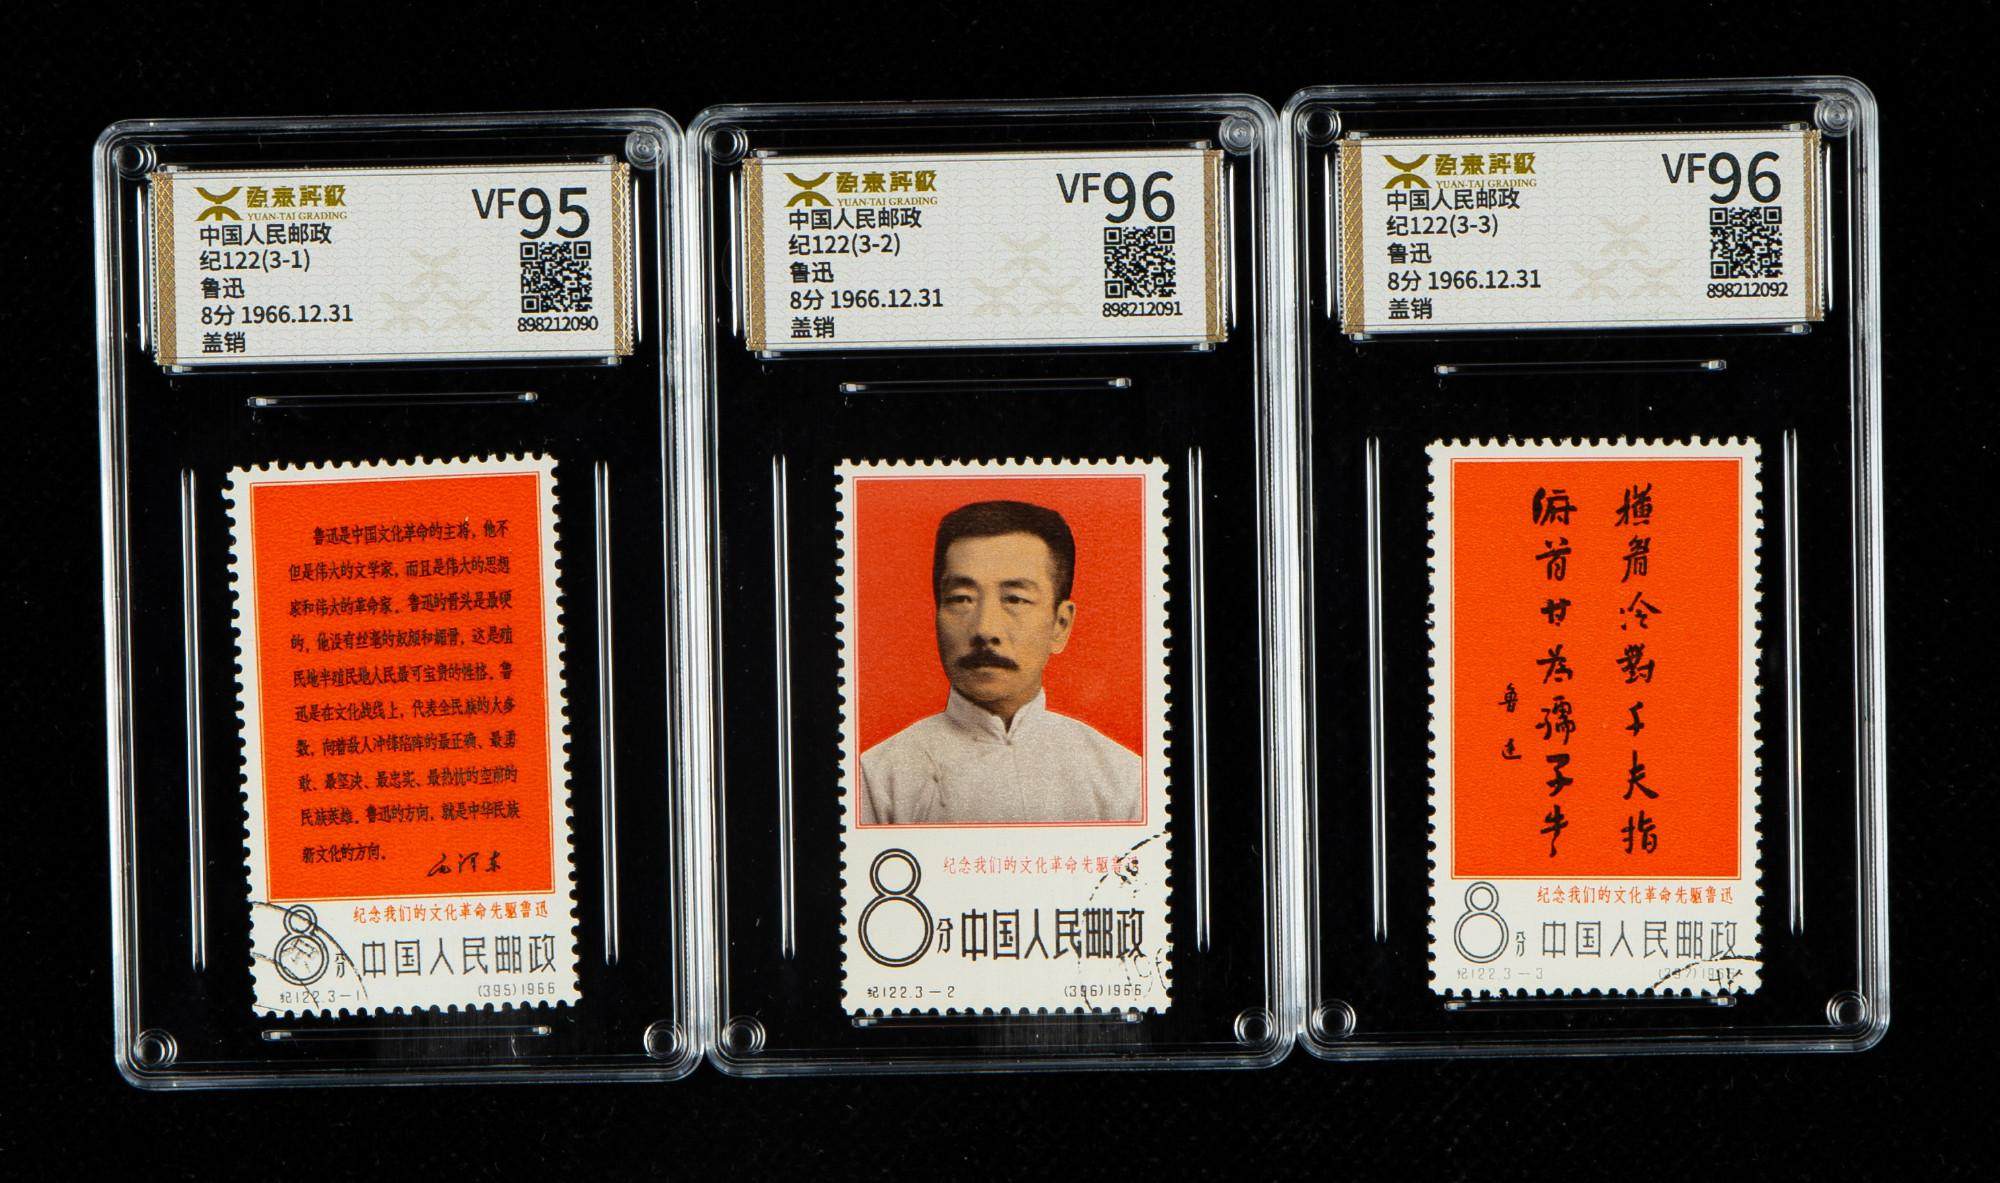 源泰評級
YUAN-TAI GRADING
VF95
中国人民邮政
纪122(3-1)
鲁迅
8分 1966.12.31
盖销
898212090
鲁迅是中国文化革命的主将，他不
但是伟大的文学家，而且是伟大的思想
家和伟大的革命家。鲁迅的骨头是最硬
的，他没有丝毫的奴颜和媚骨，这是殖
民地半殖民地人民最可宝贵的性格。鲁
迅是在文化战线上，代表全民族的大多
数，向着敌人冲锋陷阵的最正确、最勇
敢、最坚决、最忠实、最热忱的空前的
民族英雄。鲁迅的方向，就是中华民族
新文化的方向。
毛泽东
纪念我们的文化革命先驱鲁迅
8分 中国人民邮政
纪122.3-1 (395)1966
源泰評級
YUAN-TAI GRADING
VF96
中国人民邮政
纪122(3-2)
鲁迅
8分 1966.12.31
盖销
898212091
纪念我们的文化革命先驱鲁迅
8分 中国人民邮政
纪122.3-2 (396)1966
源泰評級
YUAN-TAI GRADING
VF96
中国人民邮政
纪122(3-3)
鲁迅
8分 1966.12.31
盖销
898212092
橫眉冷對千夫指
俯首甘为孺子牛
鲁迅
纪念我们的文化革命先驱鲁迅
8分 中国人民邮政
纪122.3-3 (397)1966